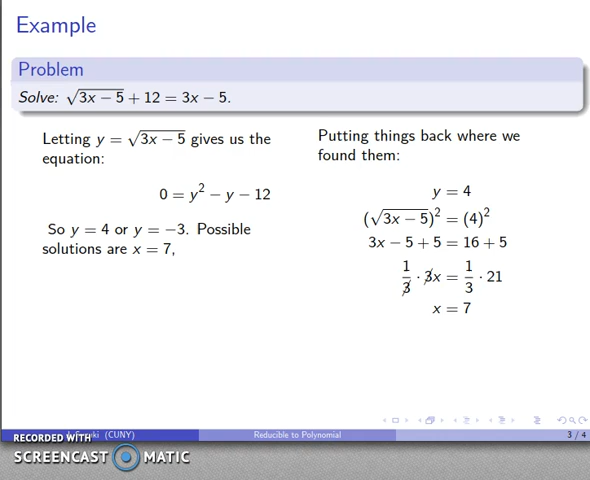 Example
Problem
Solve: √3x − 5 + 12 = 3x − 5.
Letting y = √3x − 5 gives us the
equation:
0 = y² − y − 12
So y = 4 or y = −3. Possible
solutions are x = 7,
Putting things back where we
found them:
y = 4
(√3x − 5)² = (4)²
3x − 5 + 5 = 16 + 5
1/3 · 3x = 1/3 · 21
x = 7
(CUNY)
Reducible to Polynomial
3 / 4
RECORDED WITH
SCREENCAST MATIC